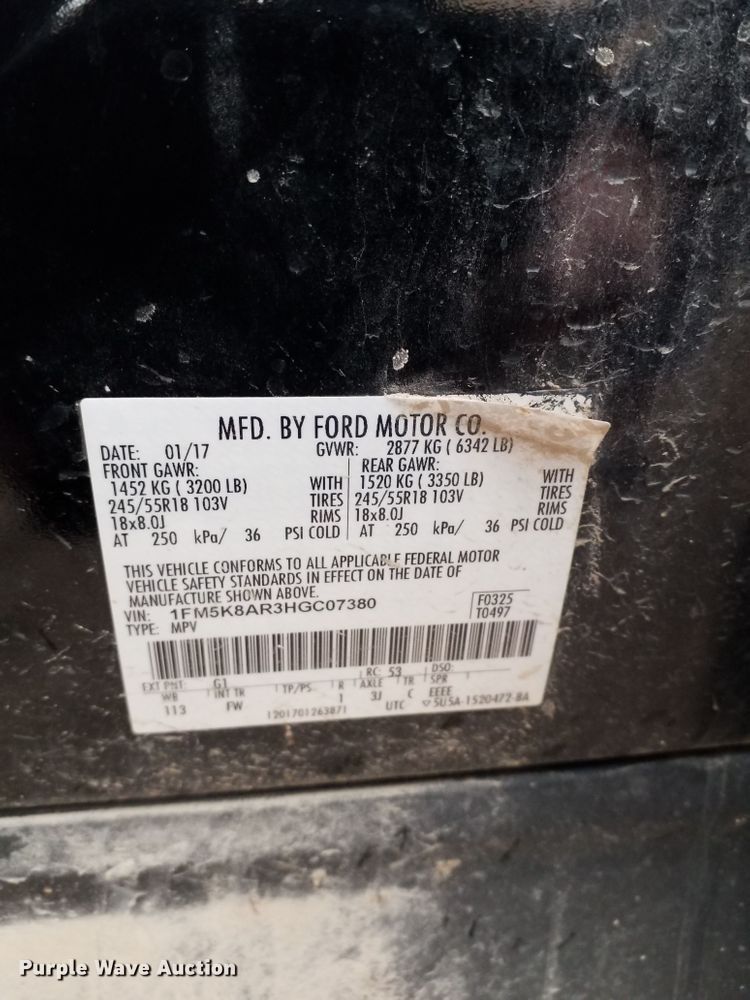 MFD. BY FORD MOTOR CO.
DATE: 01/17 GVWR: 2877 KG ( 6342 LB)
FRONT GAWR: REAR GAWR:
1452 KG ( 3200 LB) WITH 1520 KG ( 3350 LB) WITH
245/55R18 103V TIRES 245/55R18 103V TIRES
18x8.0J RIMS 18x8.0J RIMS
AT 250 kPa/ 36 PSI COLD AT 250 kPa/ 36 PSI COLD
THIS VEHICLE CONFORMS TO ALL APPLICABLE FEDERAL MOTOR
VEHICLE SAFETY STANDARDS IN EFFECT ON THE DATE OF
MANUFACTURE SHOWN ABOVE.
VIN: 1FM5K8AR3HGC07380 F0325
TYPE: MPV T0497
EXT PNT: G1 RC: 53 DSO:
WB INT TR TP/PS R AXLE TR SPR
113 FW 1 3J C EEEE
1201701263871 UTC ▽5U5A-1520472-BA
Purple Wave Auction